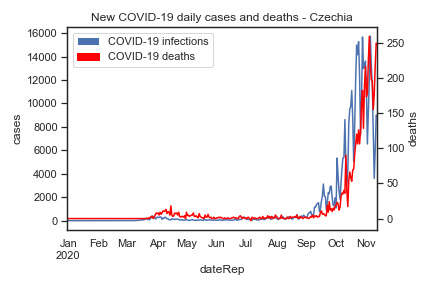 New COVID-19 daily cases and deaths - Czechia
COVID-19 infections
COVID-19 deaths
16000
14000
12000
10000
8000
6000
4000
2000
0
cases
250
200
150
100
50
0
deaths
Jan Feb Mar Apr May Jun Jul Aug Sep Oct Nov
2020
dateRep